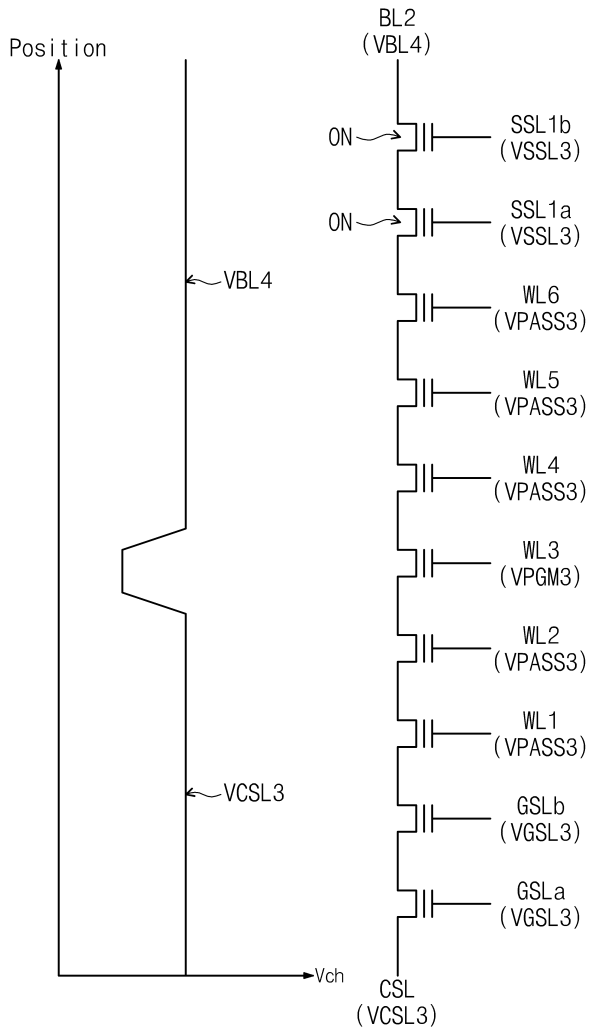 BL2
(VBL4)
Position
SSL1b
(VSSL3)
ON
SSL1a
(VSSL3)
ON
VBL4
WL6
(VPASS3)
WL5
(VPASS3)
WL4
(VPASS3)
WL3
(VPGM3)
WL2
(VPASS3)
WL1
(VPASS3)
VCSL3
GSLb
(VGSL3)
GSLa
(VGSL3)
Vch
CSL
(VCSL3)